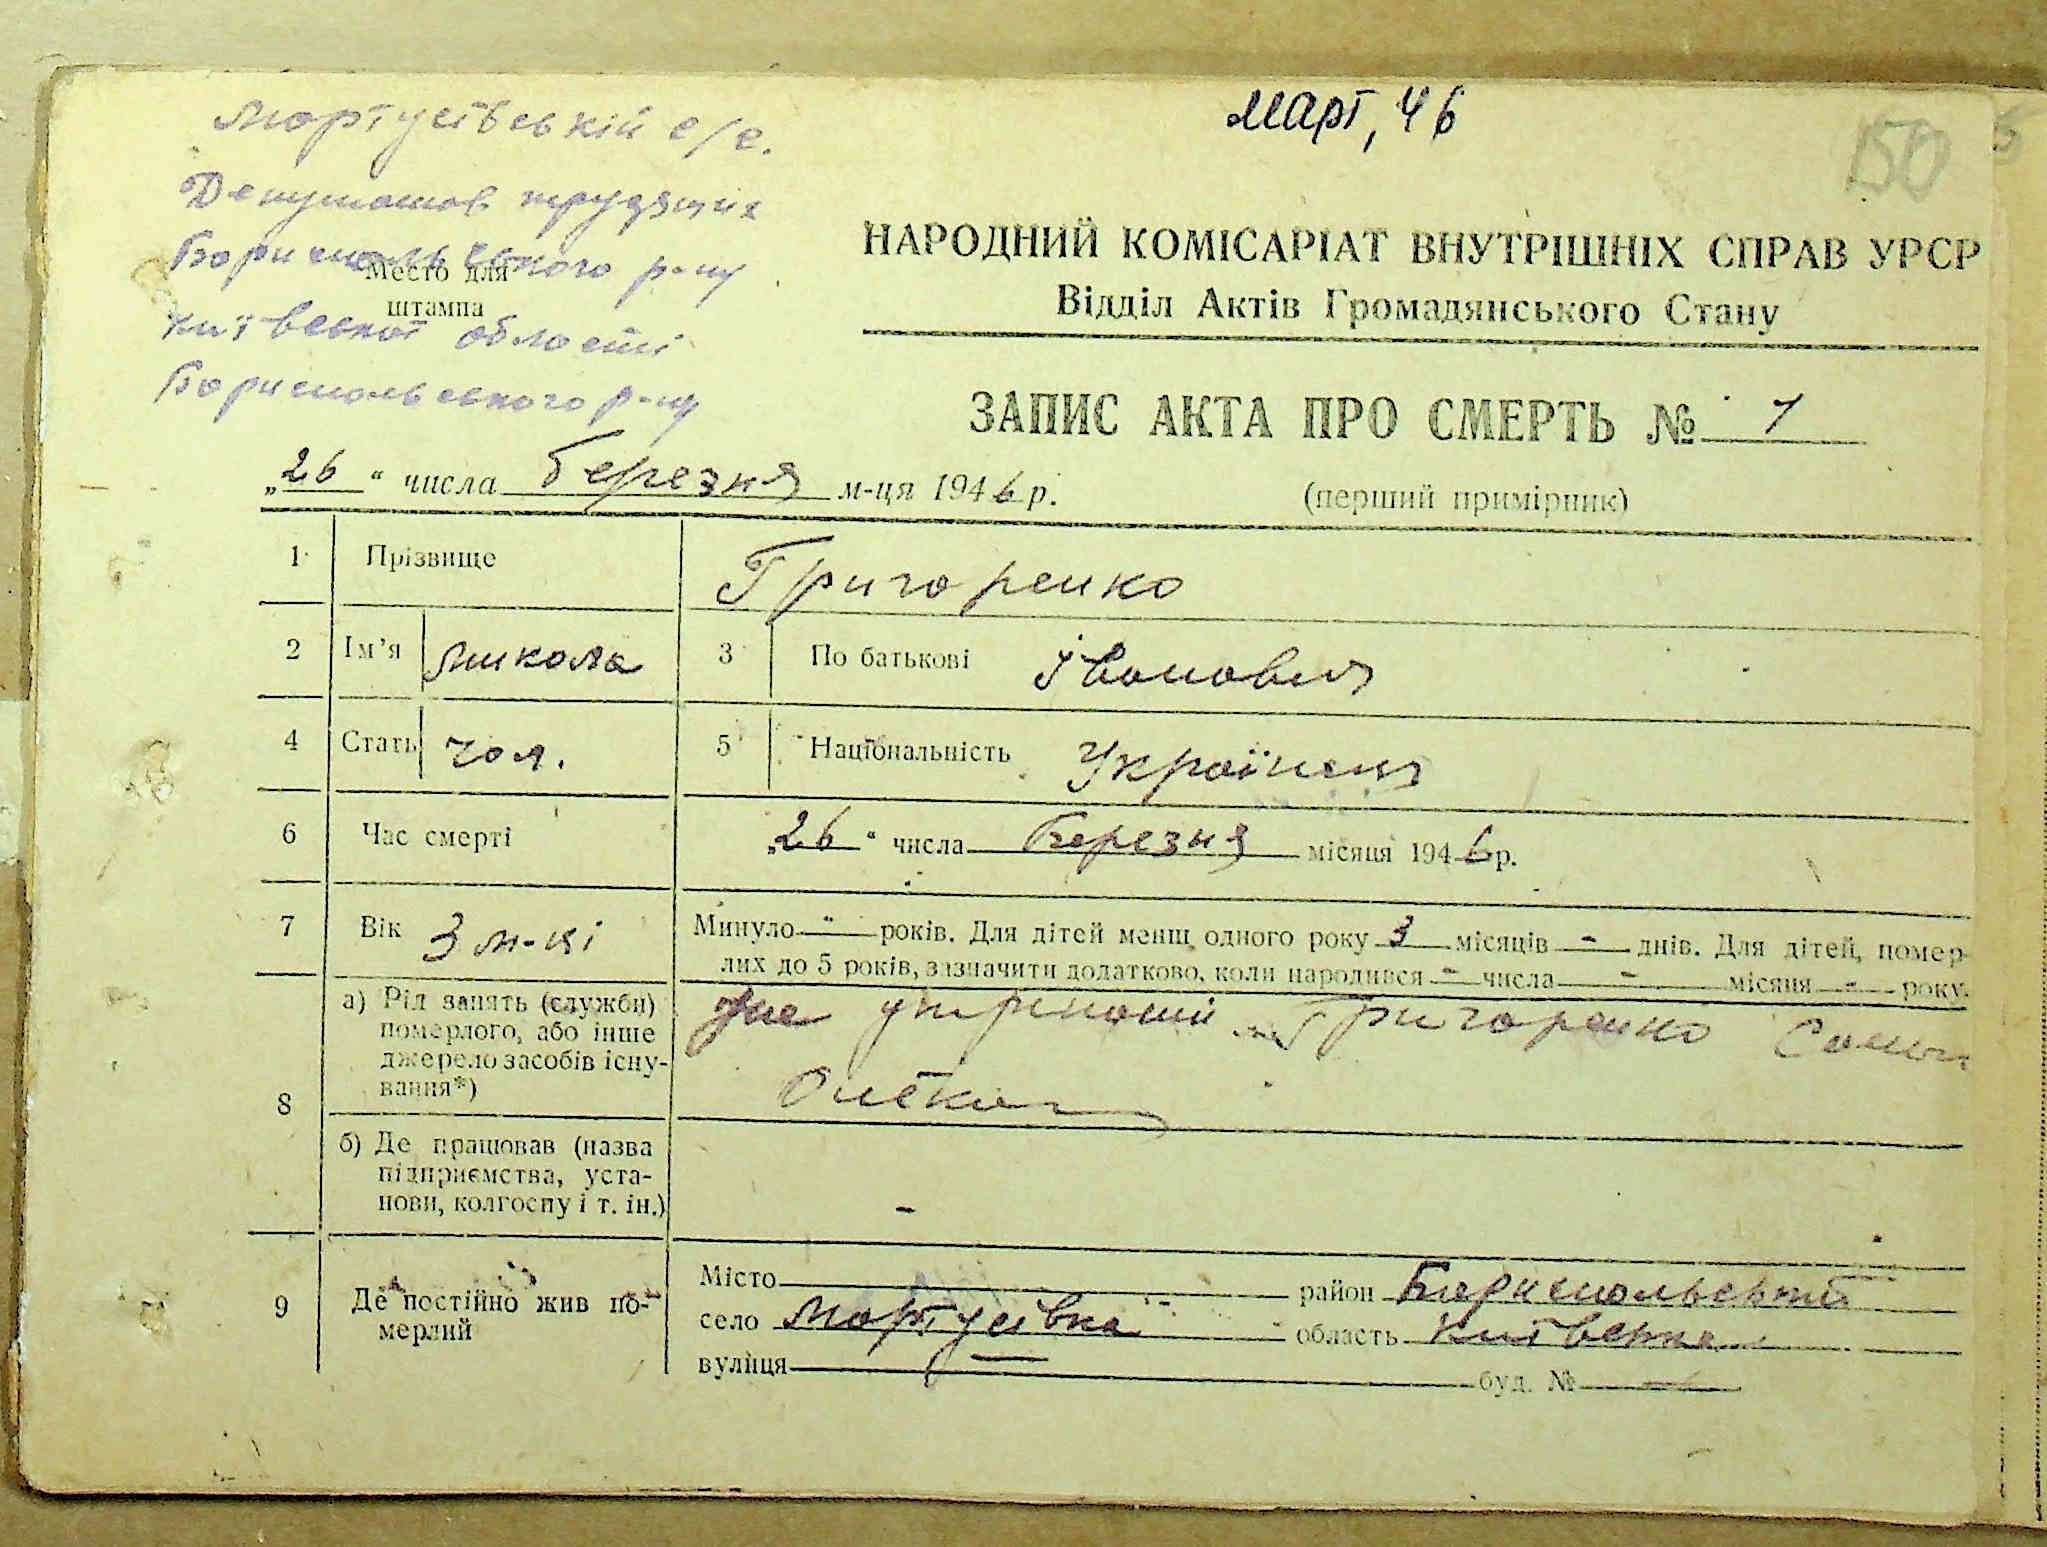 Март, 46
150
Мартусівській с/с.
Депутатов трудящих
Бориспольського р-ну
Київської області
Бориспольського р-ну
Место для
штампа
НАРОДНИЙ КОМІСАРІАТ ВНУТРІШНІХ СПРАВ УРСР
Відділ Актів Громадянського Стану
ЗАПИС АКТА ПРО СМЕРТЬ № 7
„26“ числа березня м-ця 1946 р.
(перший примірник)
1 Прізвище Григоренко
2 Ім'я Микола 3 По батькові Іванович
4 Стать чол. 5 Національність Українець
6 Час смерті „26“ числа Березня місяця 1946 р.
7 Вік 3 м-ці Минуло - років. Для дітей менш одного року 3 місяців - днів. Для дітей, помер-
лих до 5 років, зазначити додатково, коли народився - числа - місяця - року.
8 а) Рід занять (служби)
померлого, або інше
джерело засобів існу-
вання*)
Григоренко
б) Де працював (назва
підприємства, уста-
нови, колгоспу і т. ін.)
-
9 Де постійно жив по-
мерлий
Місто район Бориспольський
село Мартусівка область Київська
вулиця - буд. № -